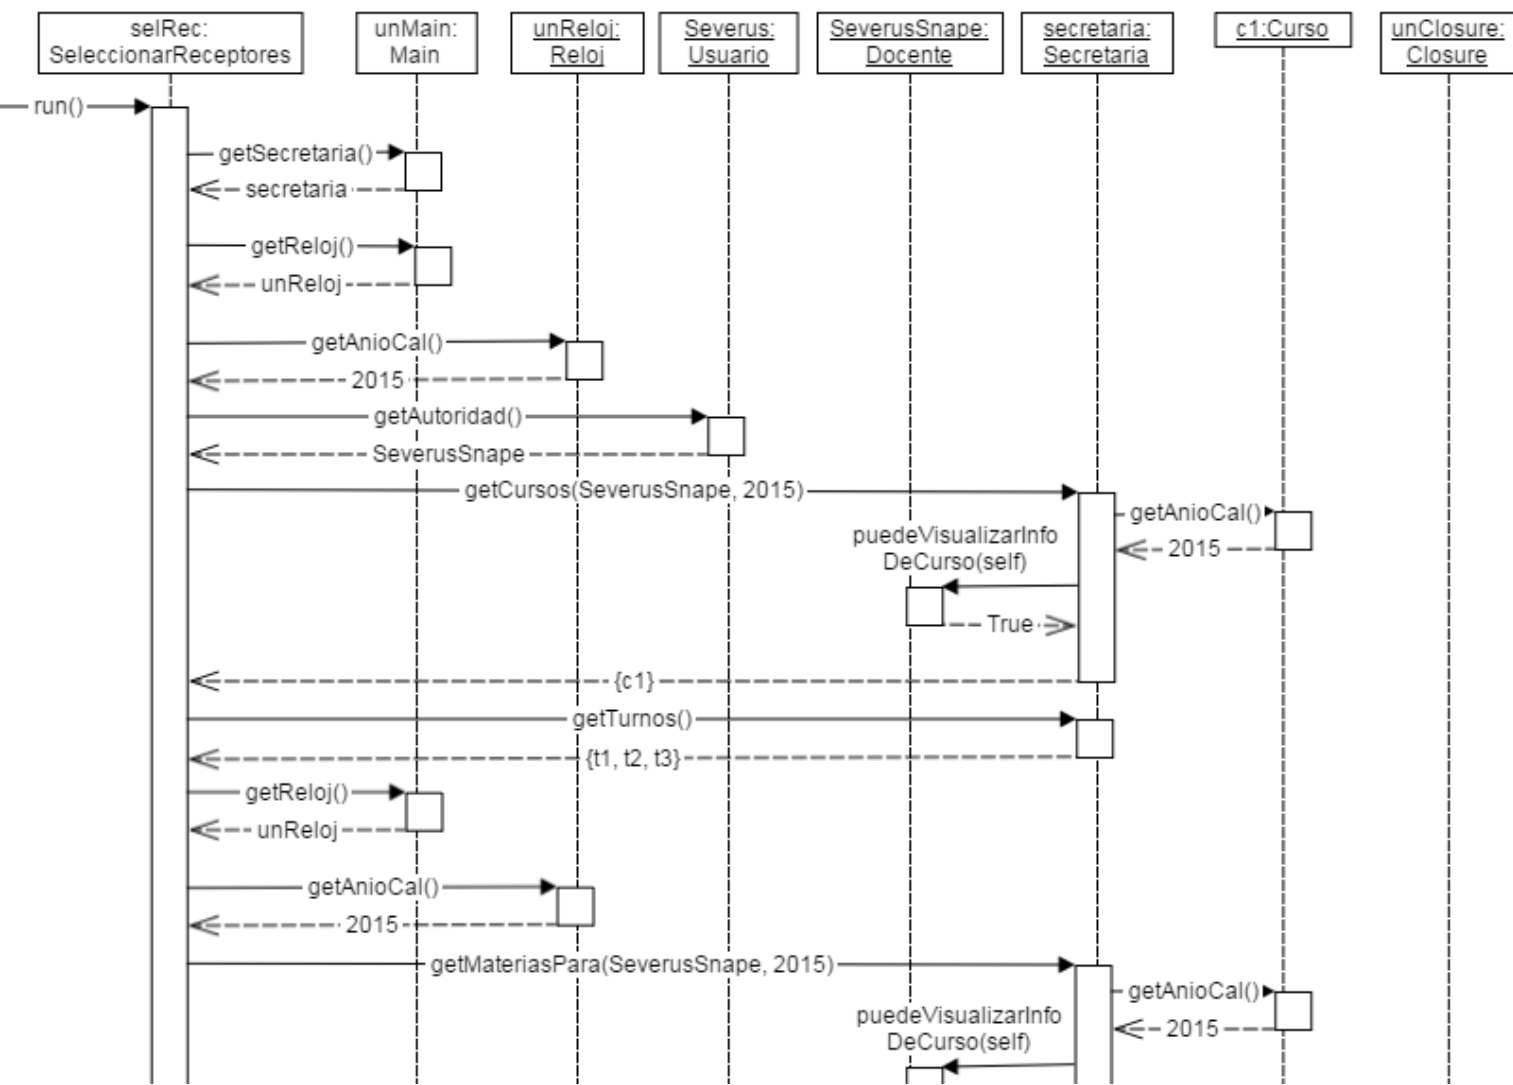 selRec:
SeleccionarReceptores
unMain:
Main
unReloj:
Reloj
Severus:
Usuario
SeverusSnape:
Docente
secretaria:
Secretaria
c1:Curso
unClosure:
Closure
run()
getSecretaria()
secretaria
getReloj()
unReloj
getAnioCal()
2015
getAutoridad()
SeverusSnape
getCursos(SeverusSnape, 2015)
getAnioCal()
2015
puedeVisualizarInfo
DeCurso(self)
True
{c1}
getTurnos()
{t1, t2, t3}
getReloj()
unReloj
getAnioCal()
2015
getMateriasPara(SeverusSnape, 2015)
getAnioCal()
2015
puedeVisualizarInfo
DeCurso(self)